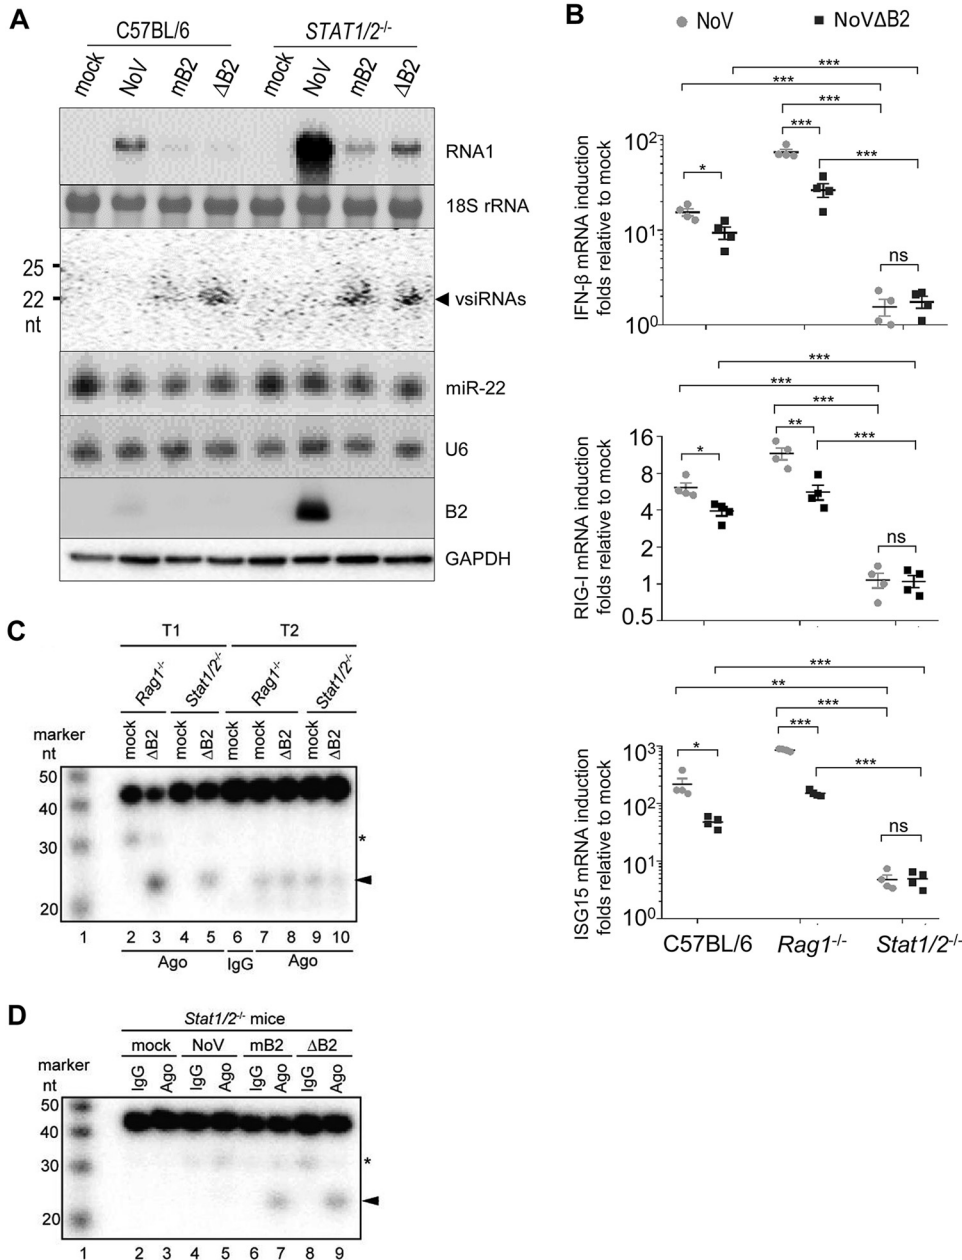 A
C57BL/6 STAT1/2-/-
mock NoV mB2 ΔB2 mock NoV mB2 ΔB2
RNA1
18S rRNA
25
22 vsiRNAs
nt
miR-22
U6
B2
GAPDH
B
NoV NoVΔB2
***
***
***
***
*
***
10²
10¹
10⁰
ns
IFN-β mRNA induction
folds relative to mock
***
***
***
**
*
***
16
8
4
2
1
0.5
ns
RIG-I mRNA induction
folds relative to mock
***
**
***
***
*
***
10³
10²
10¹
10⁰
ns
ISG15 mRNA induction
folds relative to mock
C57BL/6 Rag1-/- Stat1/2-/-
C
T1 T2
Rag1-/- Stat1/2-/- Rag1-/- Stat1/2-/-
marker mock ΔB2 mock ΔB2 mock mock ΔB2 mock ΔB2
nt
50
40
30 *
20
1 2 3 4 5 6 7 8 9 10
Ago IgG Ago
D
Stat1/2-/- mice
mock NoV mB2 ΔB2
marker IgG Ago IgG Ago IgG Ago IgG Ago
nt
50
40
30 *
20
1 2 3 4 5 6 7 8 9